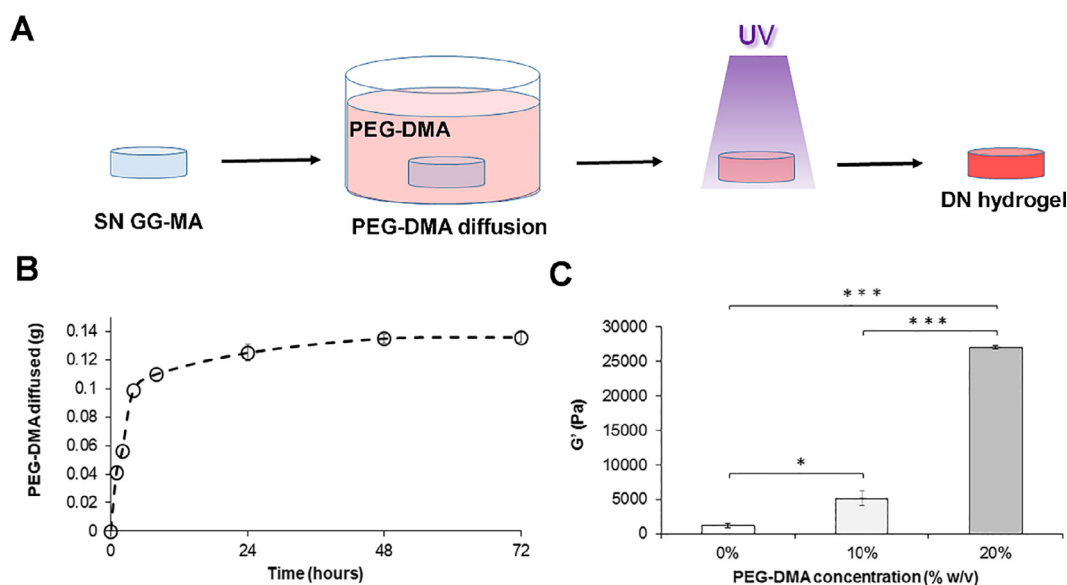 A
UV
PEG-DMA
SN GG-MA
PEG-DMA diffusion
DN hydrogel
B
PEG-DMA diffused (g)
0.14
0.12
0.1
0.08
0.06
0.04
0.02
0
0
24
48
72
Time (hours)
C
G' (Pa)
30000
25000
20000
15000
10000
5000
0
* * *
* * *
*
0%
10%
20%
PEG-DMA concentration (% w/v)